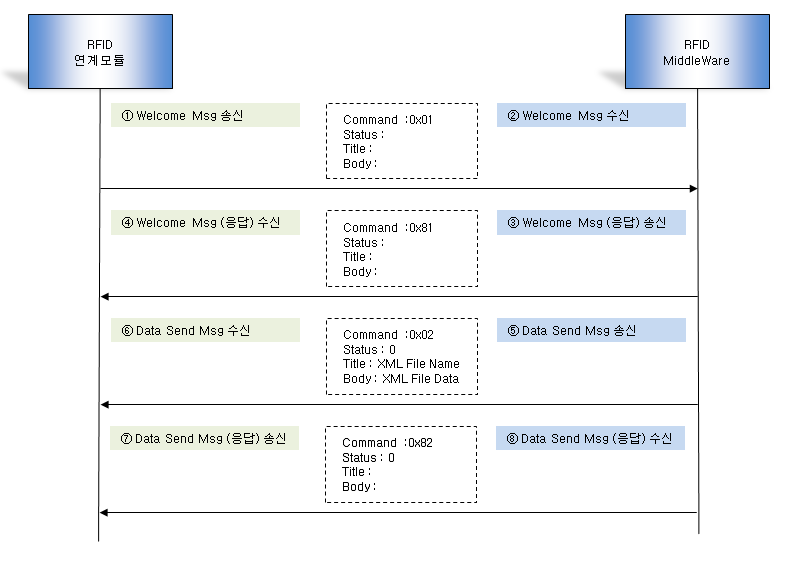 RFID
연계모듈
RFID
MiddleWare
① Welcome Msg 송신
Command :0x01
Status :
Title :
Body :
② Welcome Msg 수신
④ Welcome Msg (응답) 수신
Command :0x81
Status :
Title :
Body :
③ Welcome Msg (응답) 송신
⑥ Data Send Msg 수신
Command :0x02
Status : 0
Title : XML File Name
Body : XML File Data
⑤ Data Send Msg 송신
⑦ Data Send Msg (응답) 송신
Command :0x82
Status : 0
Title :
Body :
⑧ Data Send Msg (응답) 수신